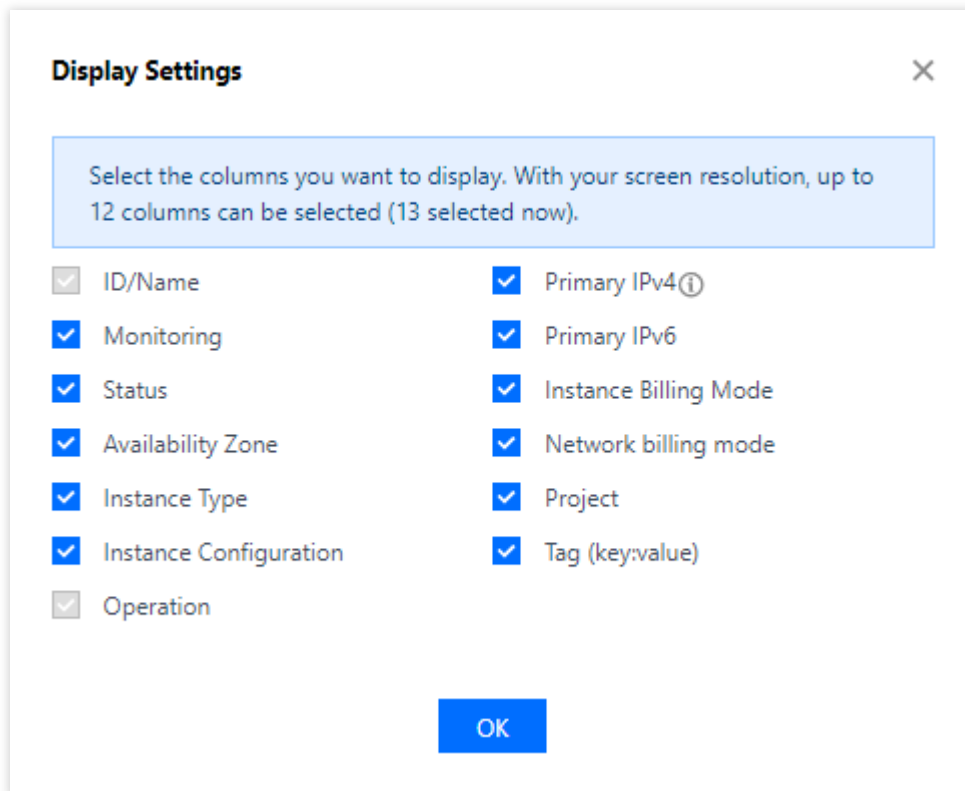 Display Settings
Select the columns you want to display. With your screen resolution, up to
12 columns can be selected (13 selected now).
ID/Name
Monitoring
Status
Availability Zone
Instance Type
Instance Configuration
Operation
Primary IPv4
Primary IPv6
Instance Billing Mode
Network billing mode
Project
Tag (key:value)
OK